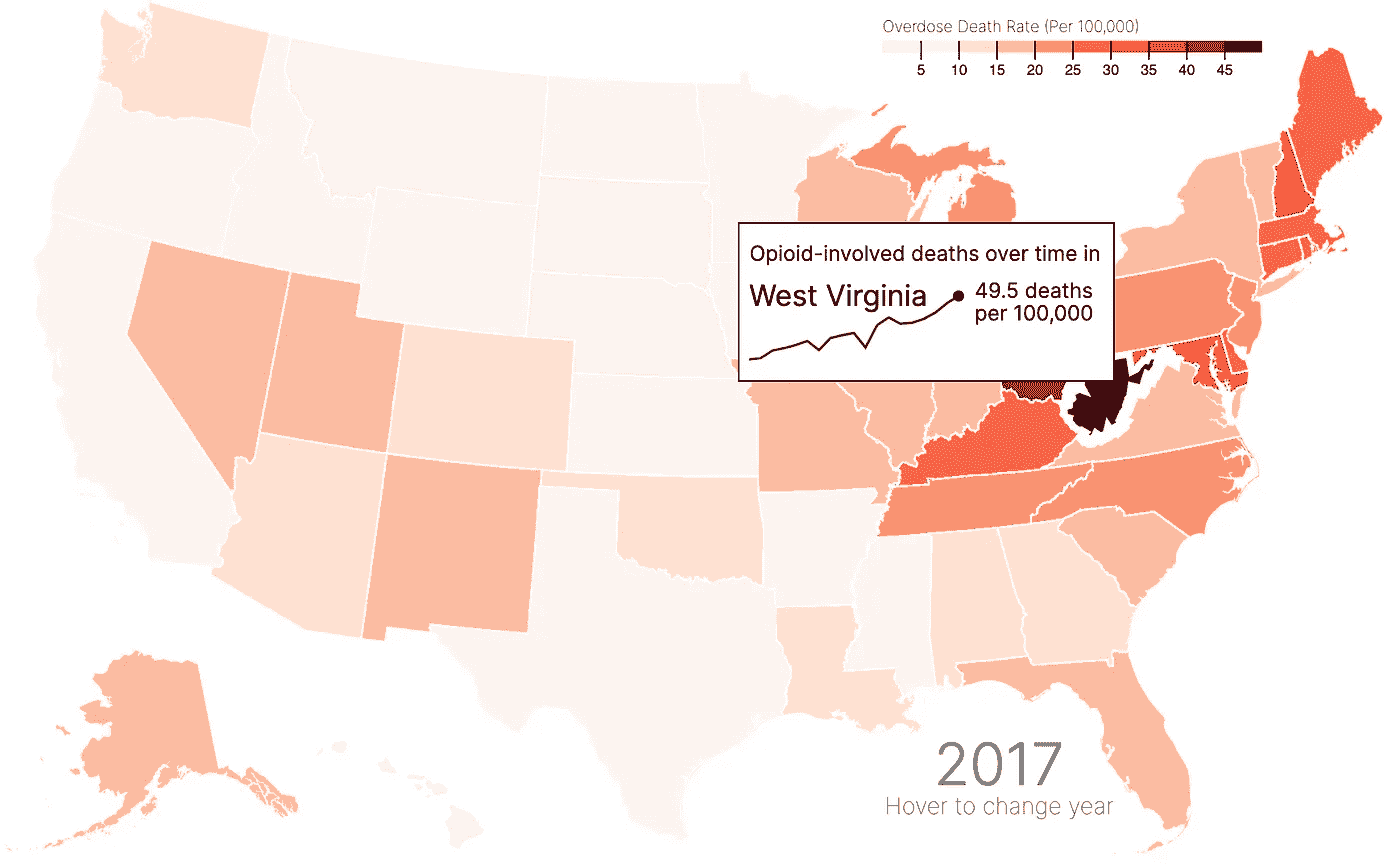 Overdose Death Rate (Per 100,000)
5 10 15 20 25 30 35 40 45
Opioid-involved deaths over time in
West Virginia
49.5 deaths
per 100,000
2017
Hover to change year